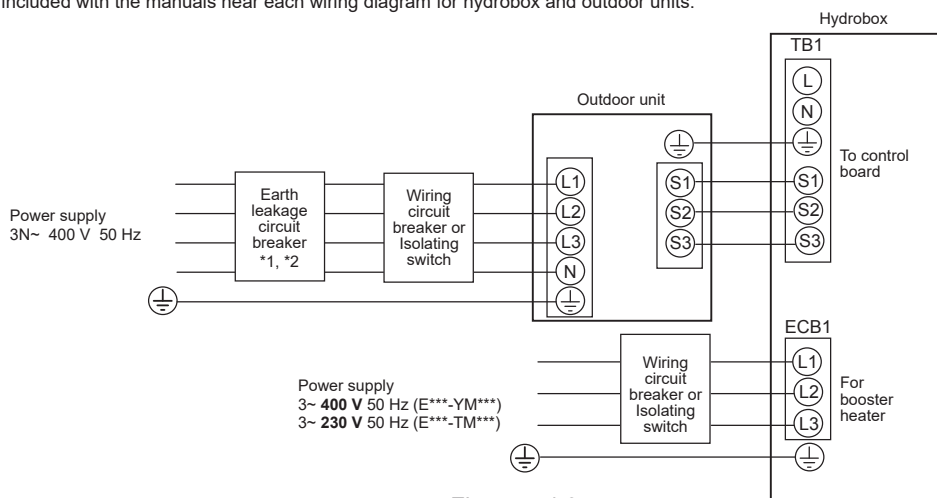 included with the manuals near each wiring diagram for hydrobox and outdoor units.
Hydrobox
TB1
L
N
To control
board
S1
S2
S3
Outdoor unit
L1
L2
L3
N
S1
S2
S3
Earth
leakage
circuit
breaker
*1, *2
Wiring
circuit
breaker or
Isolating
switch
Power supply
3N~ 400 V 50 Hz
ECB1
L1
L2
L3
For
booster
heater
Wiring
circuit
breaker or
Isolating
switch
Power supply
3~ 400 V 50 Hz (E***-YM***)
3~ 230 V 50 Hz (E***-TM***)